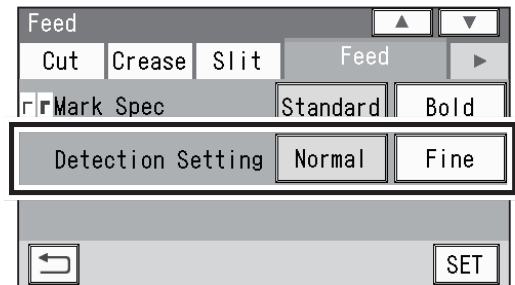 Feed
Cut Crease Slit Feed
Mark Spec Standard Bold
Detection Setting Normal Fine
SET